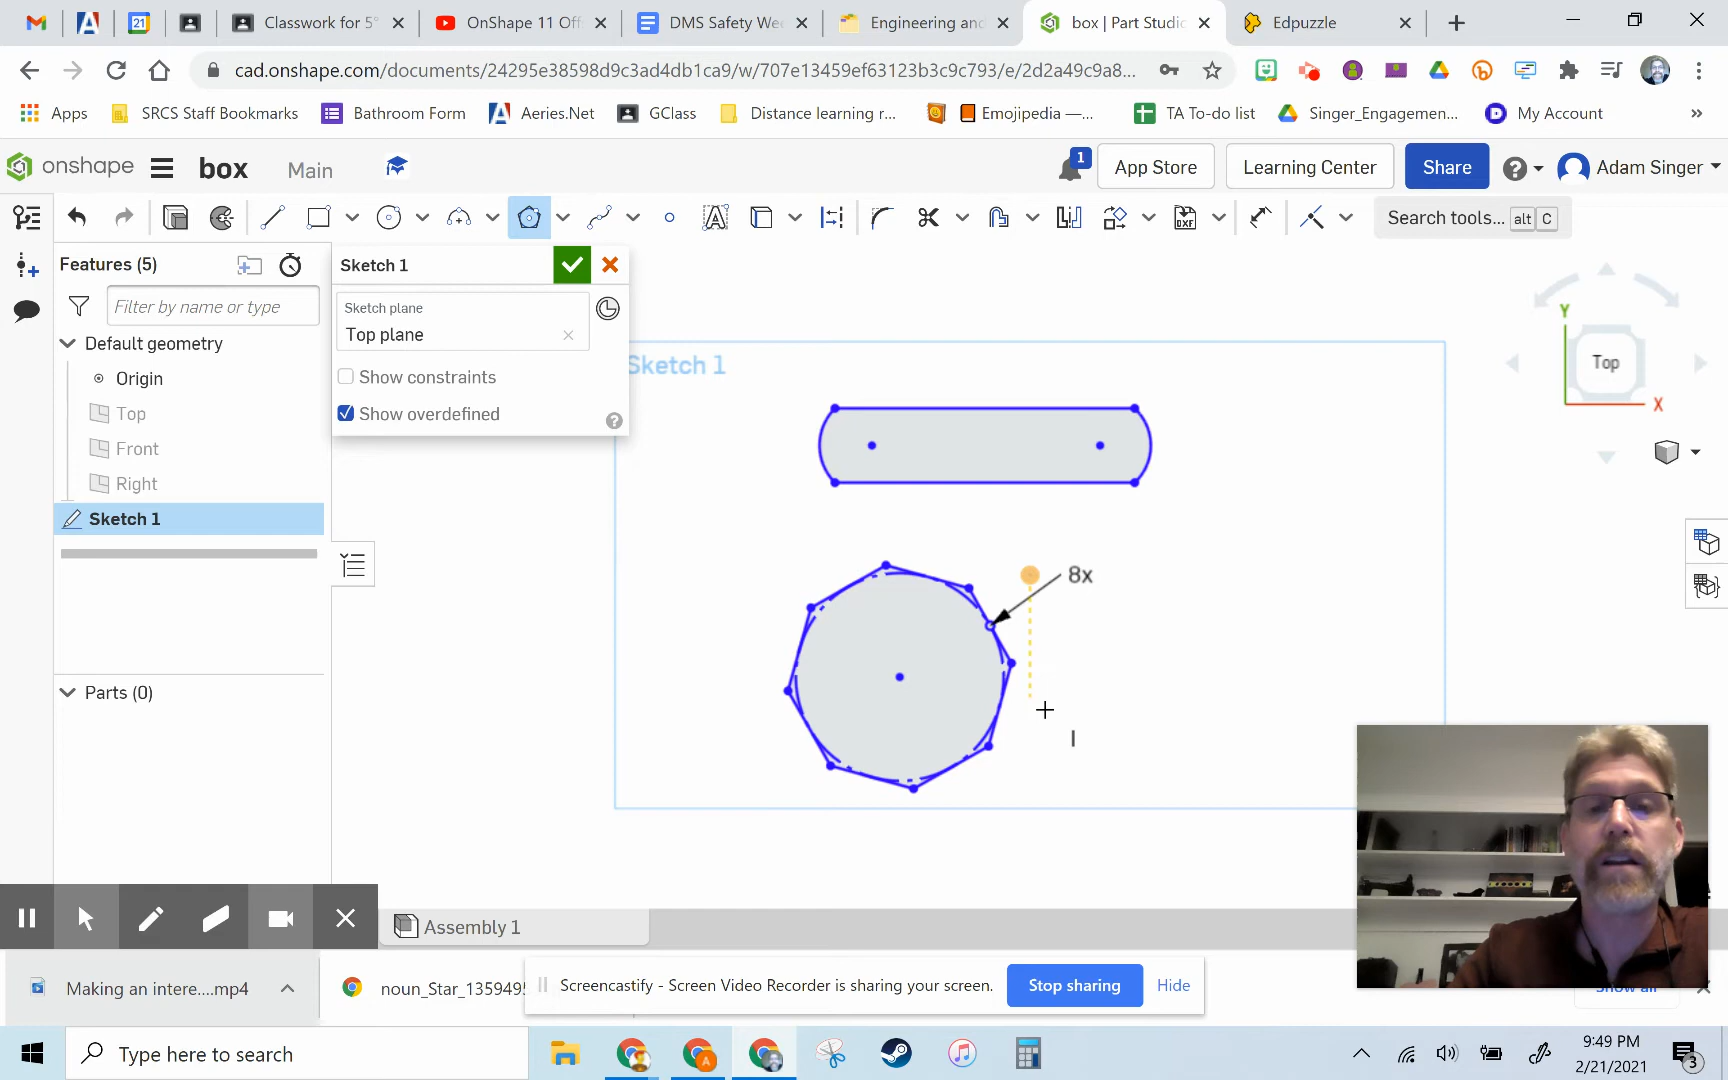 21
Classwork for 5°
OnShape 11 Off
DMS Safety We
Engineering and
box | Part Studi
Edpuzzle
cad.onshape.com/documents/24295e38598d9c3ad4db1ca9/w/707e13459ef63123b3c9c793/e/2d2a49c9a8...
Apps
SRCS Staff Bookmarks
Bathroom Form
Aeries.Net
GClass
Distance learning r...
Emojipedia —...
TA To-do list
Singer_Engagemen...
My Account
»
onshape
box
Main
1
App Store
Learning Center
Share
Adam Singer
Search tools... alt C
Features (5)
Filter by name or type
Default geometry
Origin
Top
Front
Right
Sketch 1
Parts (0)
Sketch 1
Sketch plane
Top plane
Show constraints
Show overdefined
Sketch 1
8x
Y
Top
X
Assembly 1
Making an intere....mp4
noun_Star_1359495
Screencastify - Screen Video Recorder is sharing your screen.
Stop sharing
Hide
Show all
Type here to search
9:49 PM
2/21/2021
3